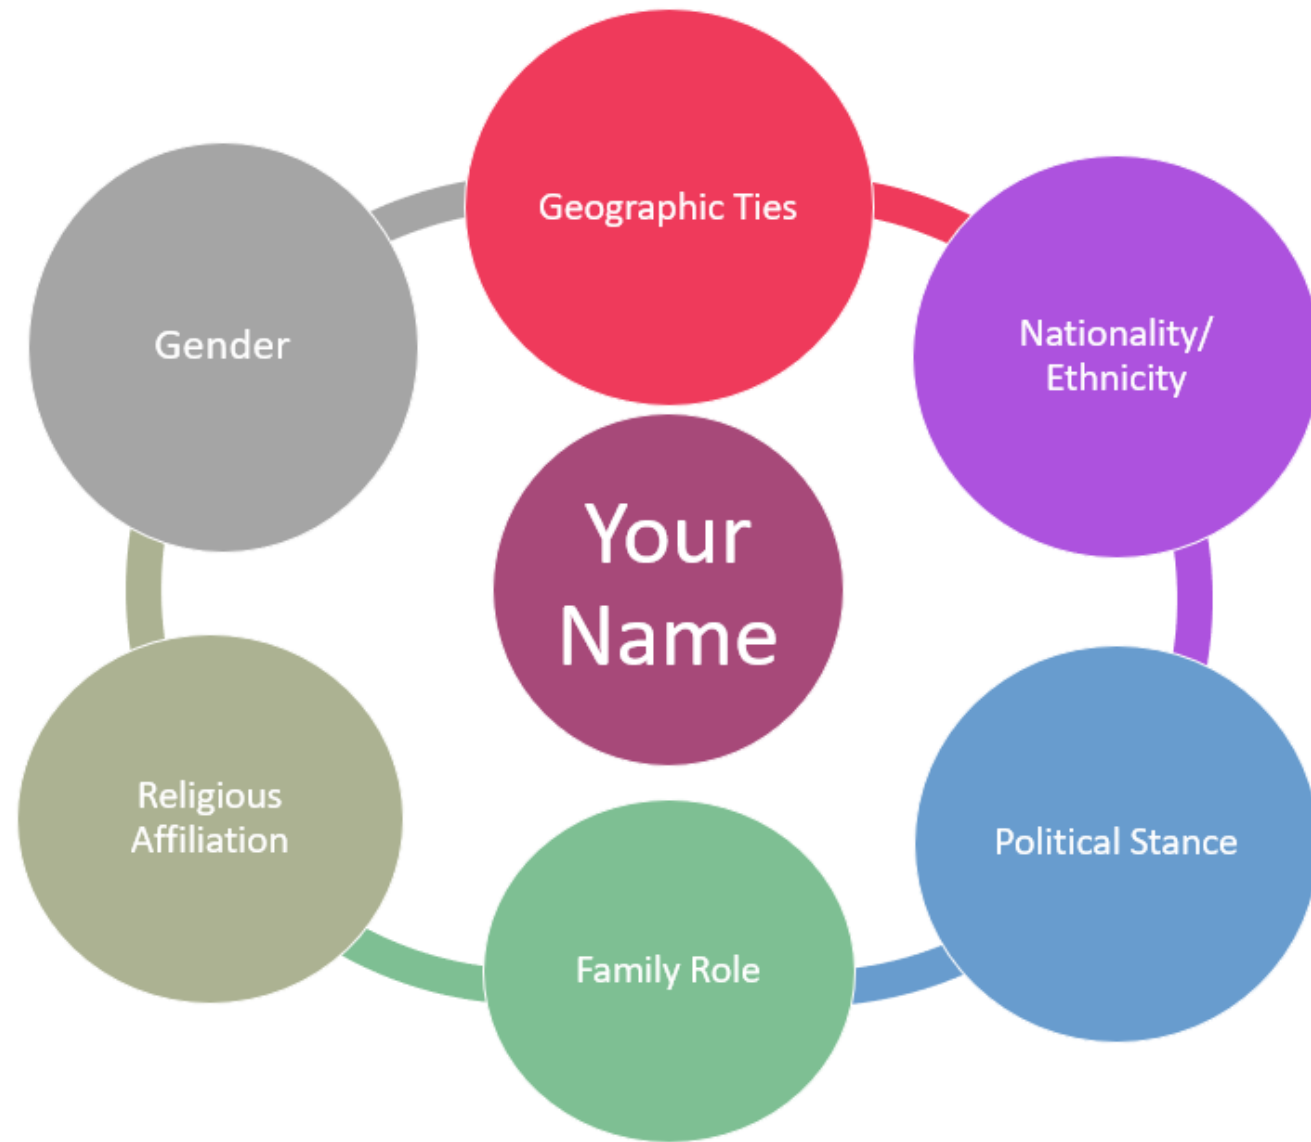 Geographic Ties
Nationality/
Ethnicity
Political Stance
Family Role
Religious
Affiliation
Gender
Your
Name